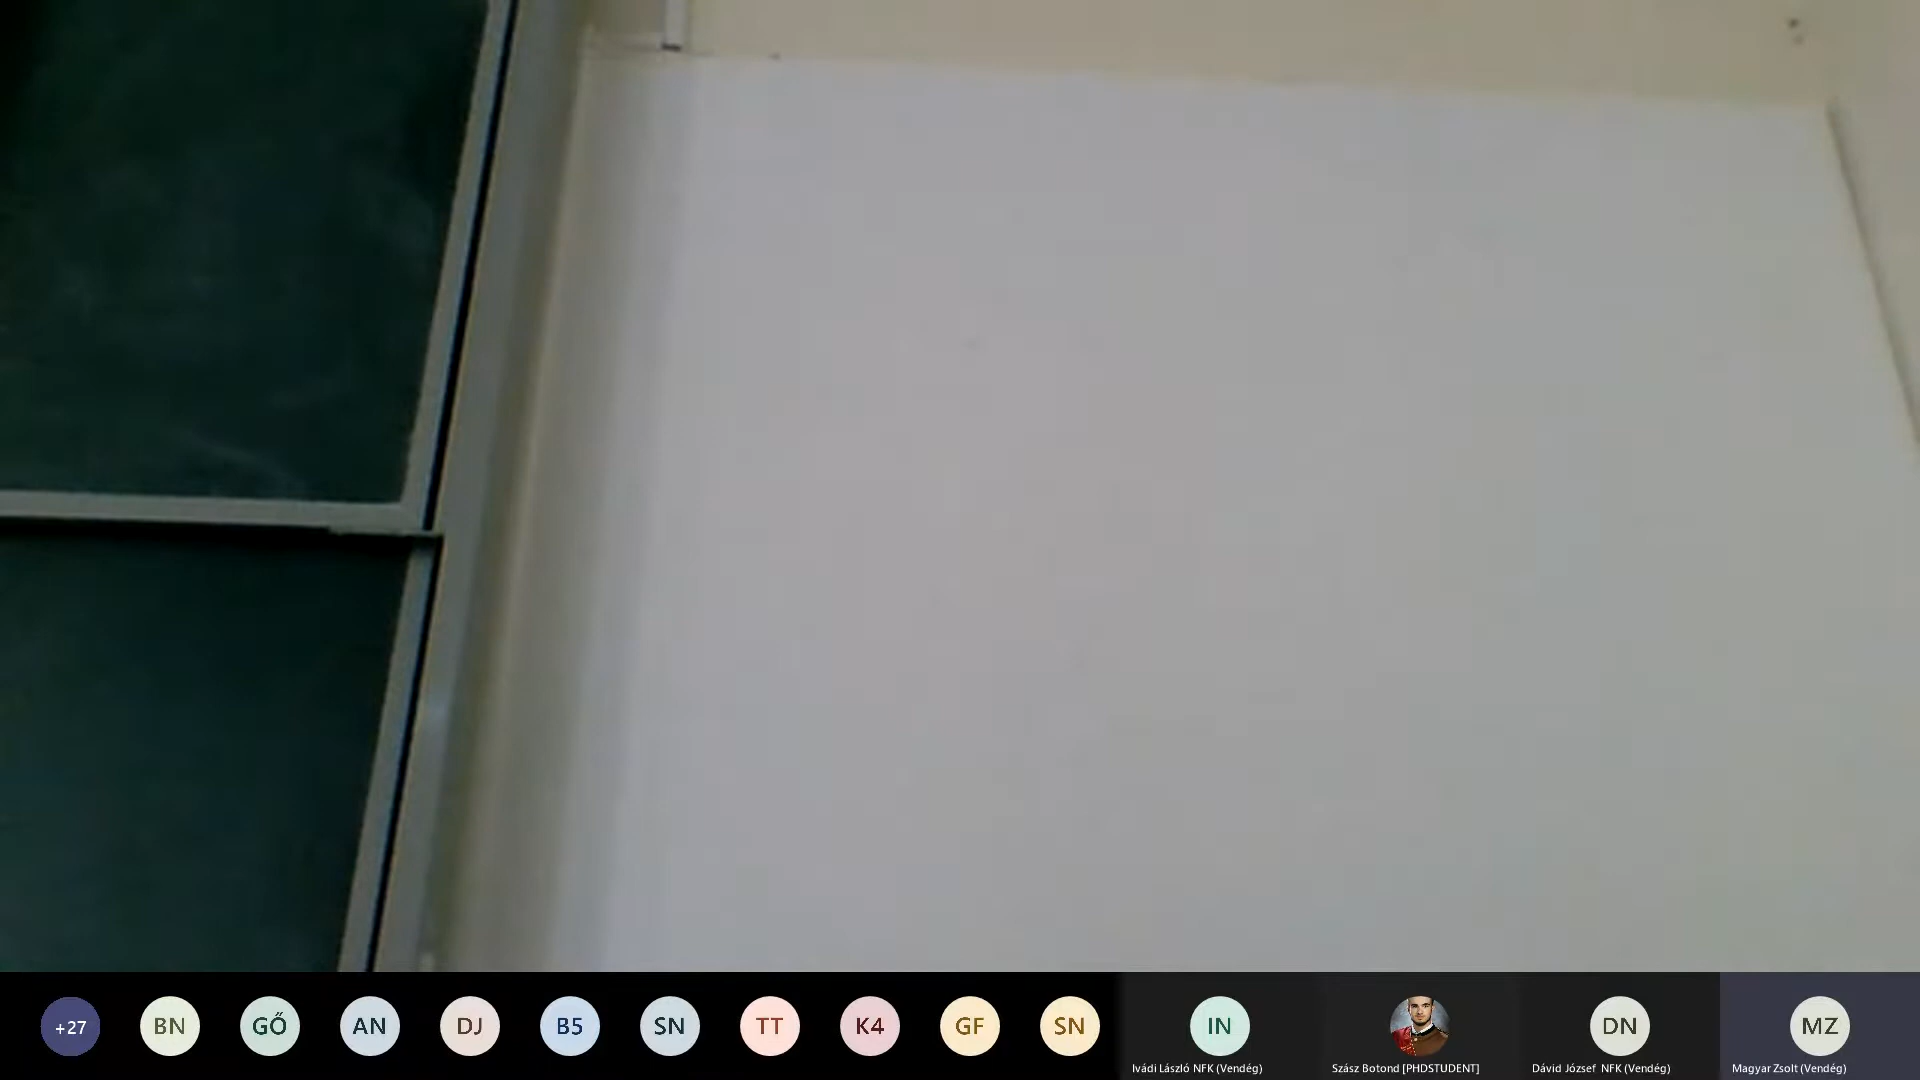 +27 BN GŐ AN DJ B5 SN TT K4 GF SN IN DN MZ
Ivádi László NFK (Vendég) Szász Botond [PHDSTUDENT] Dávid József NFK (Vendég) Magyar Zsolt (Vendég)